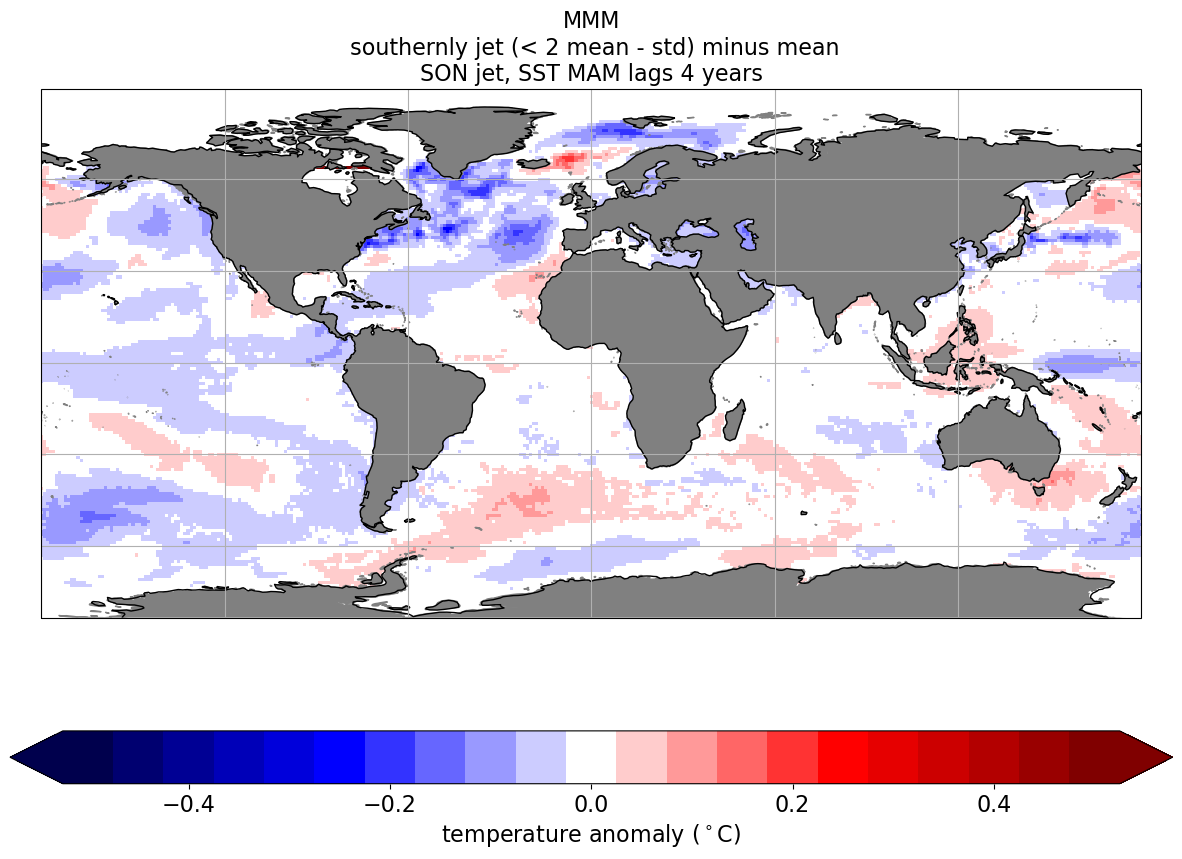 MMM
southernly jet (< 2 mean - std) minus mean
SON jet, SST MAM lags 4 years
−0.4 −0.2 0.0 0.2 0.4
temperature anomaly (°C)